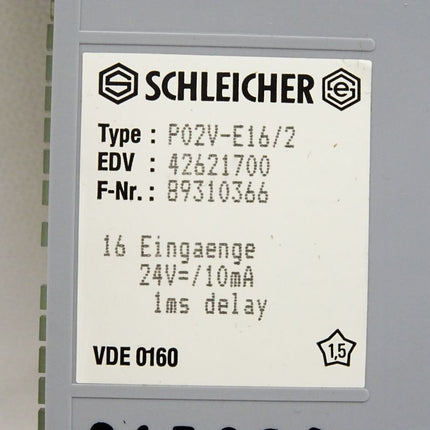 SCHLEICHER
Type : P02V-E16/2
EDV : 42621700
F-Nr. : 89310366
16 Eingaenge
24V=/10mA
1ms delay
VDE 0160
1,5